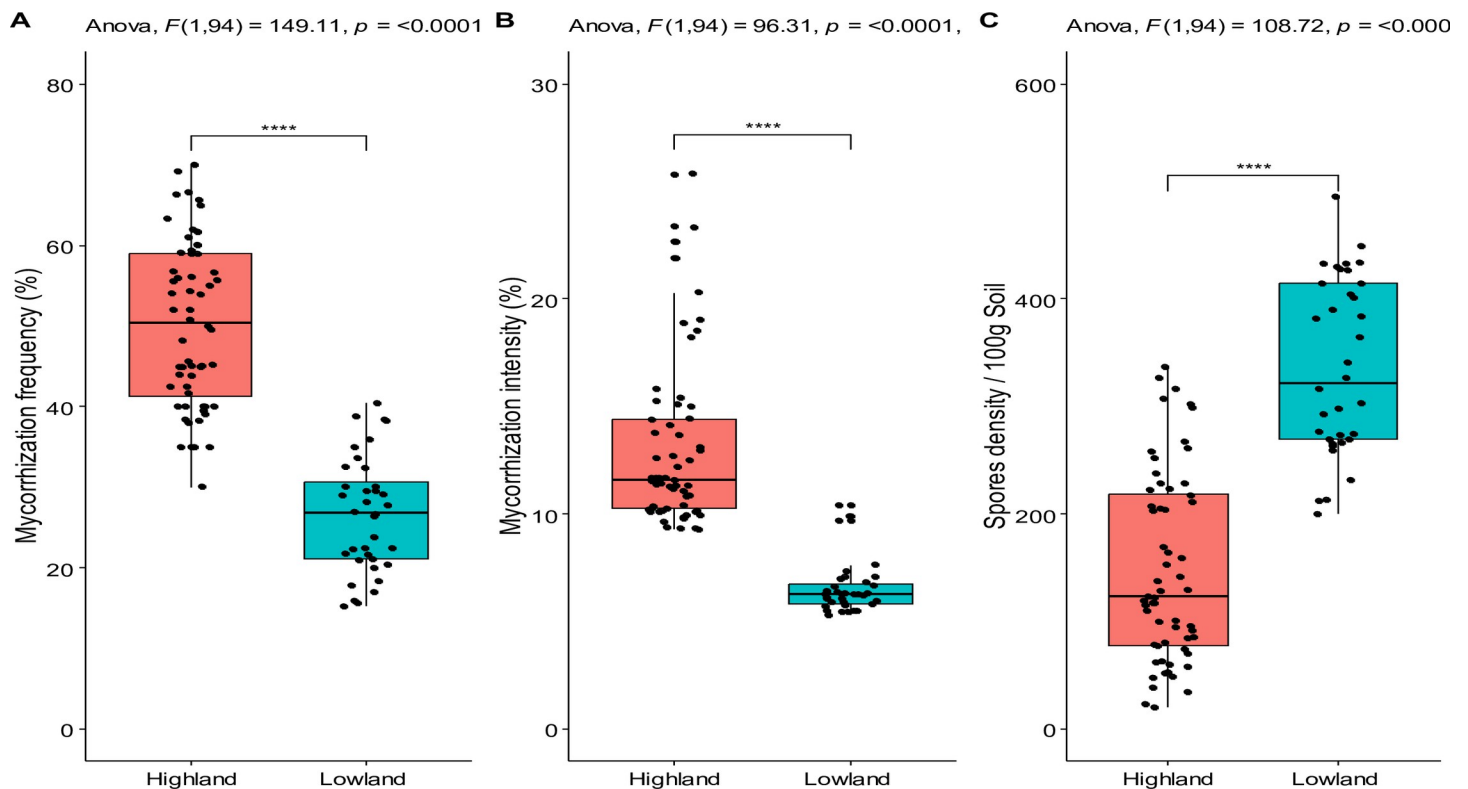 A
Anova, F(1,94) = 149.11, p = <0.0001
80
60
40
20
0
Mycorrhization frequency (%)
****
Highland
Lowland
B
Anova, F(1,94) = 96.31, p = <0.0001,
30
20
10
0
Mycorrhization intensity (%)
****
Highland
Lowland
C
Anova, F(1,94) = 108.72, p = <0.000
600
400
200
0
Spores density / 100g Soil
****
Highland
Lowland